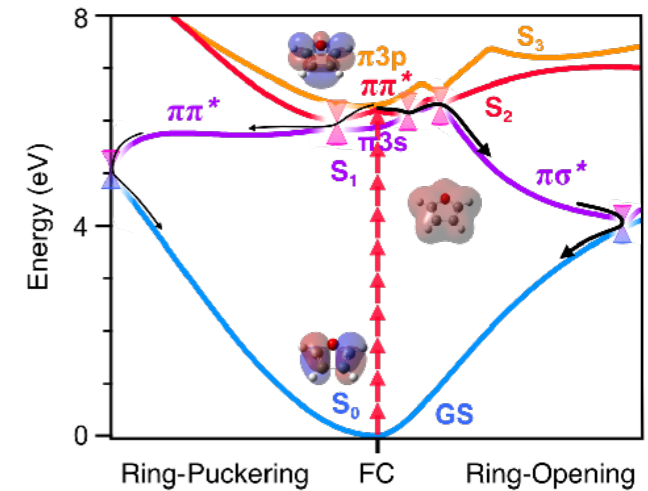 8
S₃
π3p
ππ*
S₂
ππ*
π3s
S₁
πσ*
Energy (eV)
4
S₀
GS
0
Ring-Puckering FC Ring-Opening